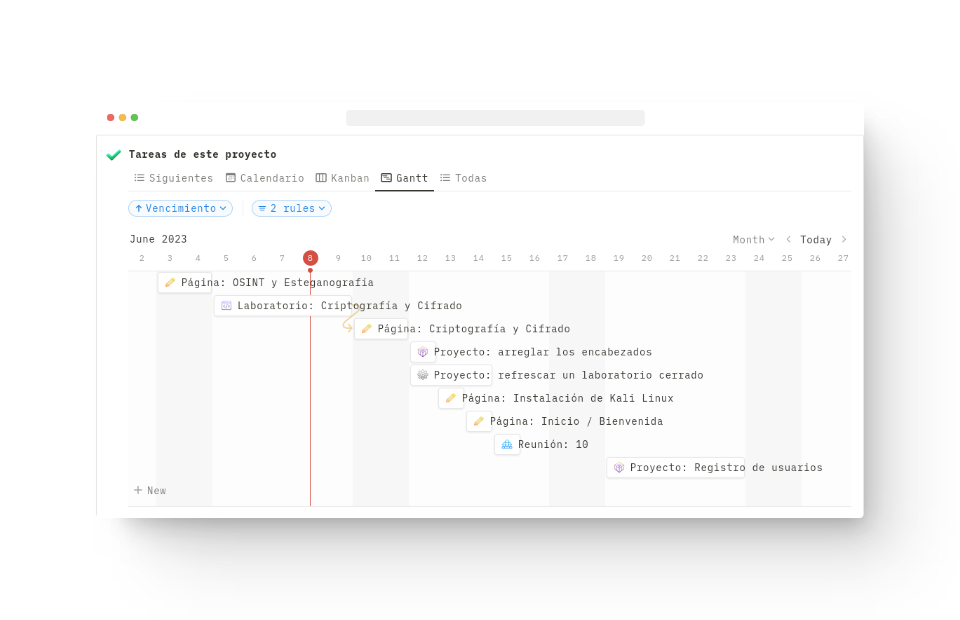 Tareas de este proyecto
Siguientes Calendario Kanban Gantt Todas
Vencimiento 2 rules
June 2023 Month Today
2 3 4 5 6 7 8 9 10 11 12 13 14 15 16 17 18 19 20 21 22 23 24 25 26 27
Página: OSINT y Esteganografía
Laboratorio: Criptografía y Cifrado
Página: Criptografía y Cifrado
Proyecto: arreglar los encabezados
Proyecto: refrescar un laboratorio cerrado
Página: Instalación de Kali Linux
Página: Inicio / Bienvenida
Reunión: 10
Proyecto: Registro de usuarios
+ New